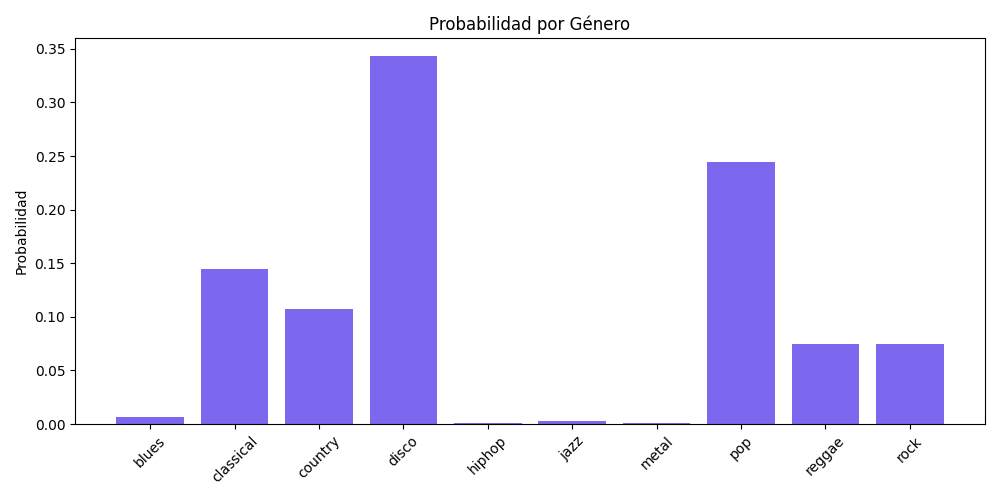 Probabilidad por Género
Probabilidad
0.35
0.30
0.25
0.20
0.15
0.10
0.05
0.00
blues
classical
country
disco
hiphop
jazz
metal
pop
reggae
rock